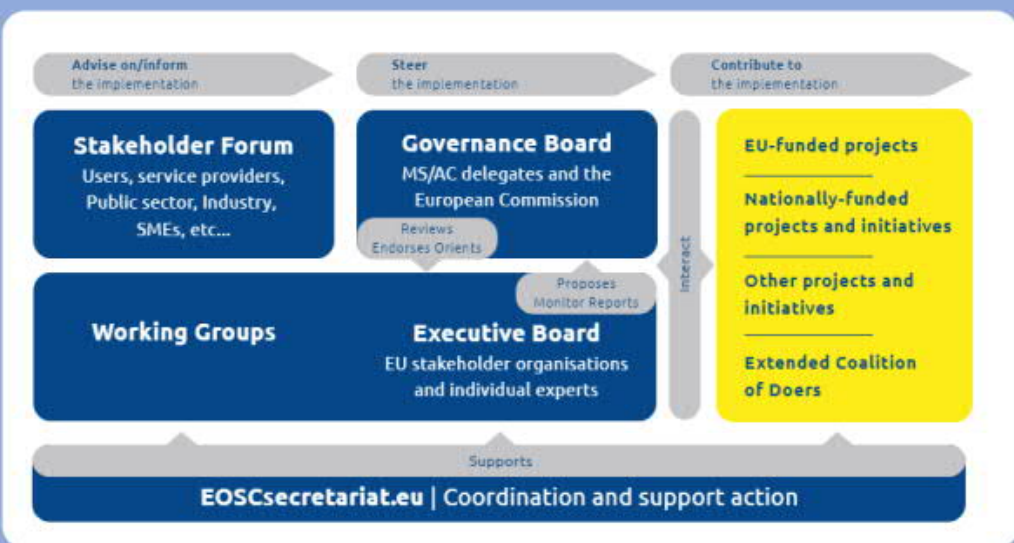 Advise on/inform
the implementation
Steer
the implementation
Contribute to
the implementation
Stakeholder Forum
Users, service providers,
Public sector, Industry,
SMEs, etc...
Governance Board
MS/AC delegates and the
European Commission
Reviews
Endorses Orients
Proposes
Monitor Reports
Working Groups
Executive Board
EU stakeholder organisations
and individual experts
Interact
EU-funded projects
Nationally-funded
projects and initiatives
Other projects and
initiatives
Extended Coalition
of Doers
Supports
EOSCsecretariat.eu | Coordination and support action